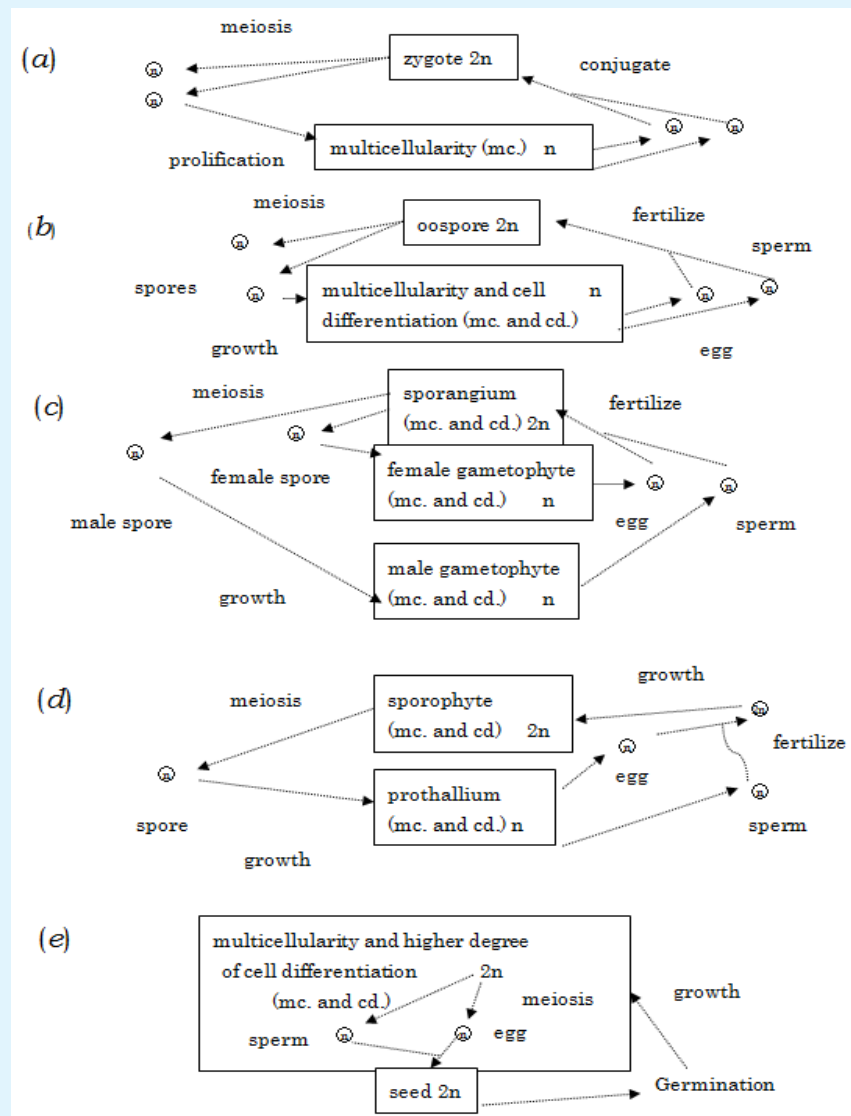 (a)
meiosis
zygote 2n
conjugate
n
n
n
n
prolification
multicellularity (mc.) n
(b)
meiosis
oospore 2n
fertilize
sperm
n
spores
n
multicellularity and cell n
differentiation (mc. and cd.)
n
n
growth
egg
(c)
meiosis
sporangium
(mc. and cd.) 2n
fertilize
n
n
female spore
female gametophyte
(mc. and cd.) n
n
n
male spore
egg
sperm
male gametophyte
(mc. and cd.) n
growth
(d)
meiosis
sporophyte
(mc. and cd) 2n
growth
2n
fertilize
n
egg
n
spore
prothallium
(mc. and cd.) n
n
sperm
growth
(e)
multicellularity and higher degree
of cell differentiation 2n
(mc. and cd.)
meiosis
growth
sperm
n
n
egg
seed 2n
Germination